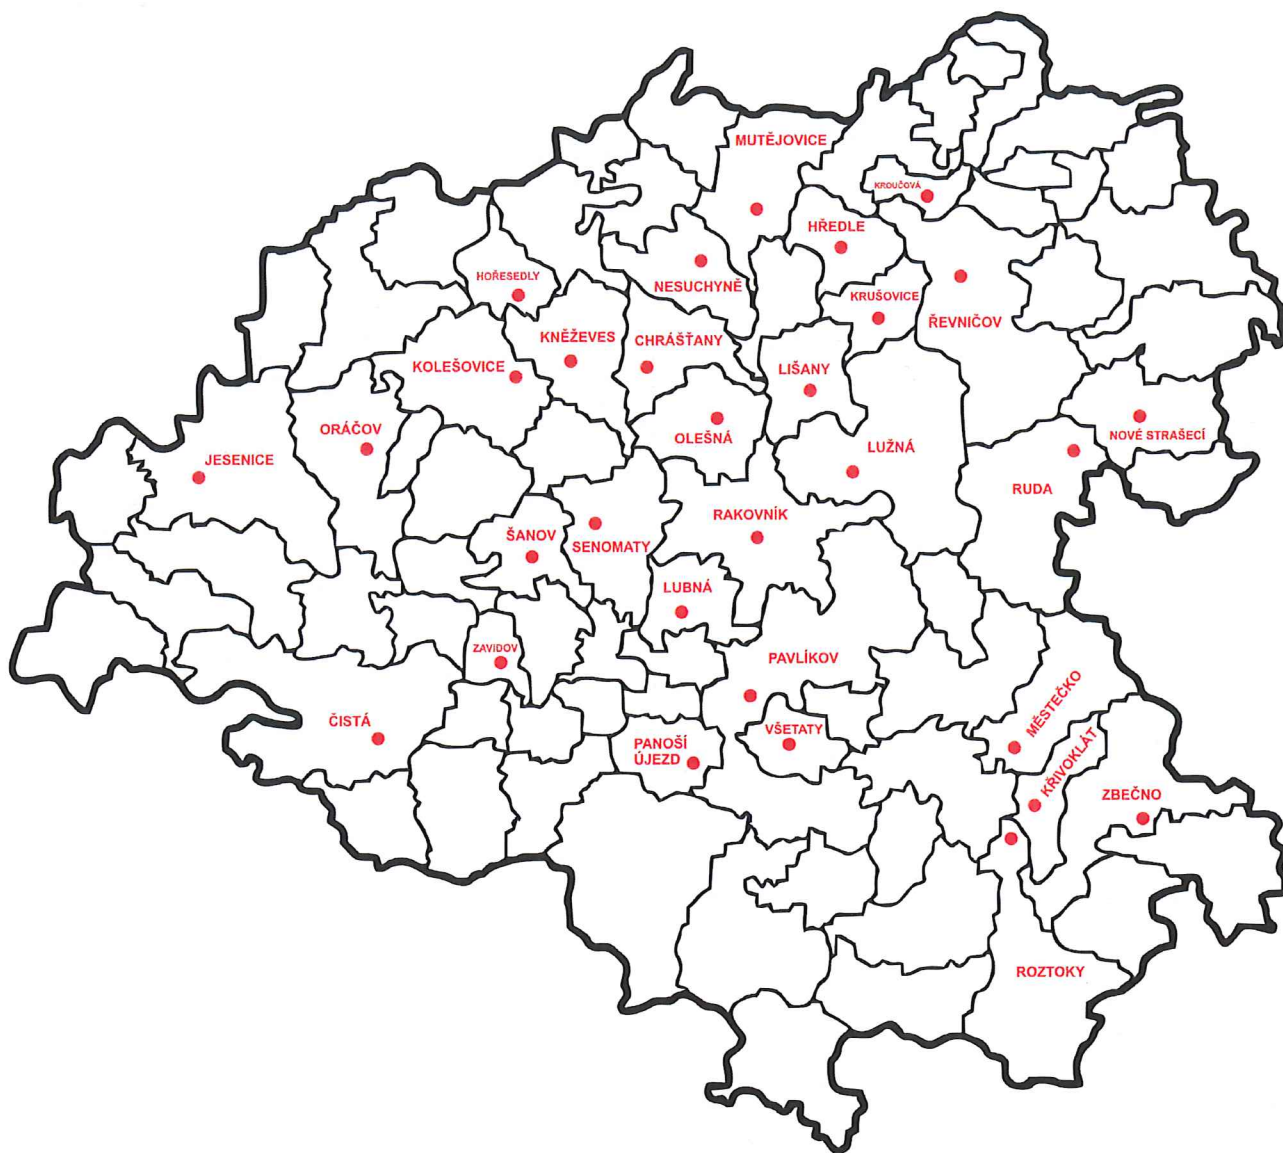 MUTĚJOVICE
KROUČOVÁ
HŘEDLE
HOŘESEDLY
NESUCHYNĚ
KRUŠOVICE
ŘEVNIČOV
KNĚŽEVES
CHRÁŠŤANY
KOLEŠOVICE
LIŠANY
ORÁČOV
OLEŠNÁ
NOVÉ STRAŠECÍ
JESENICE
LUŽNÁ
RUDA
RAKOVNÍK
ŠANOV
SENOMATY
LUBNÁ
ZAVIDOV
PAVLÍKOV
MĚSTEČKO
ČISTÁ
VŠETATY
PANOŠÍ
ÚJEZD
KŘIVOKLÁT
ZBEČNO
ROZTOKY